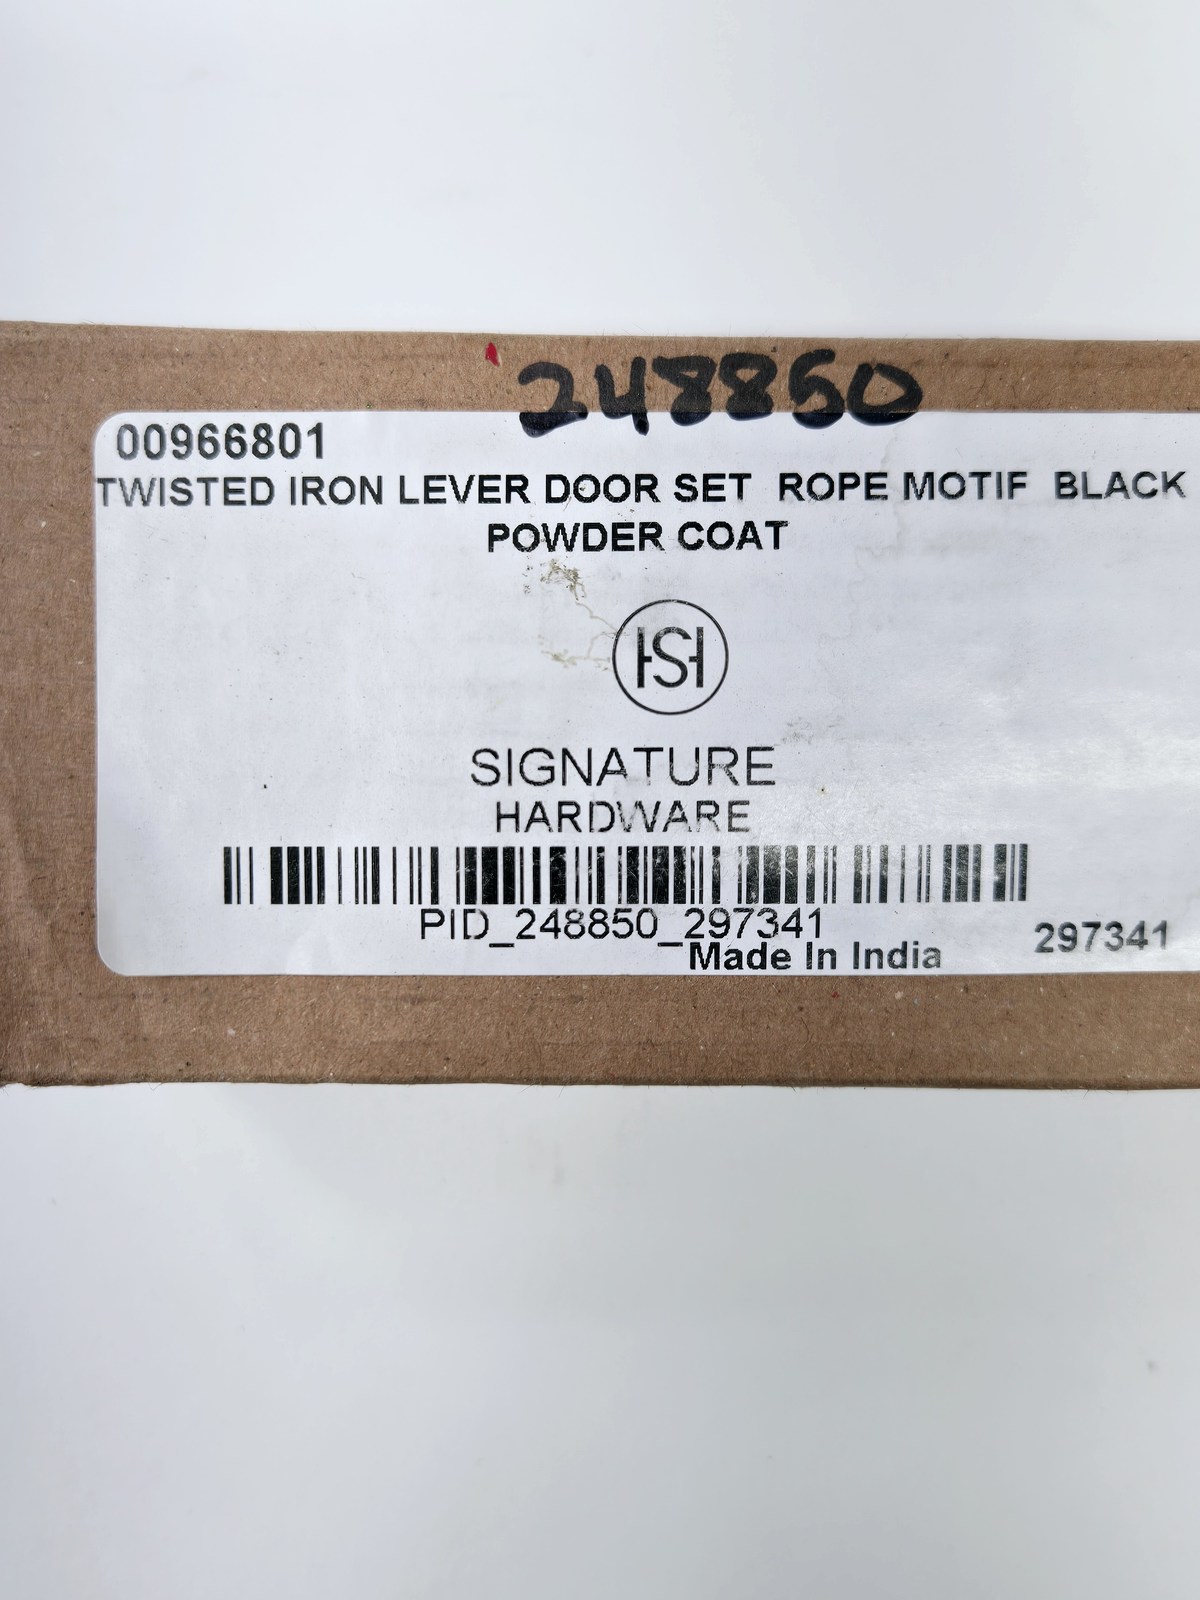 248850
00966801
TWISTED IRON LEVER DOOR SET ROPE MOTIF BLACK
POWDER COAT
HSH
SIGNATURE
HARDWARE
PID_248850_297341
297341
Made In India